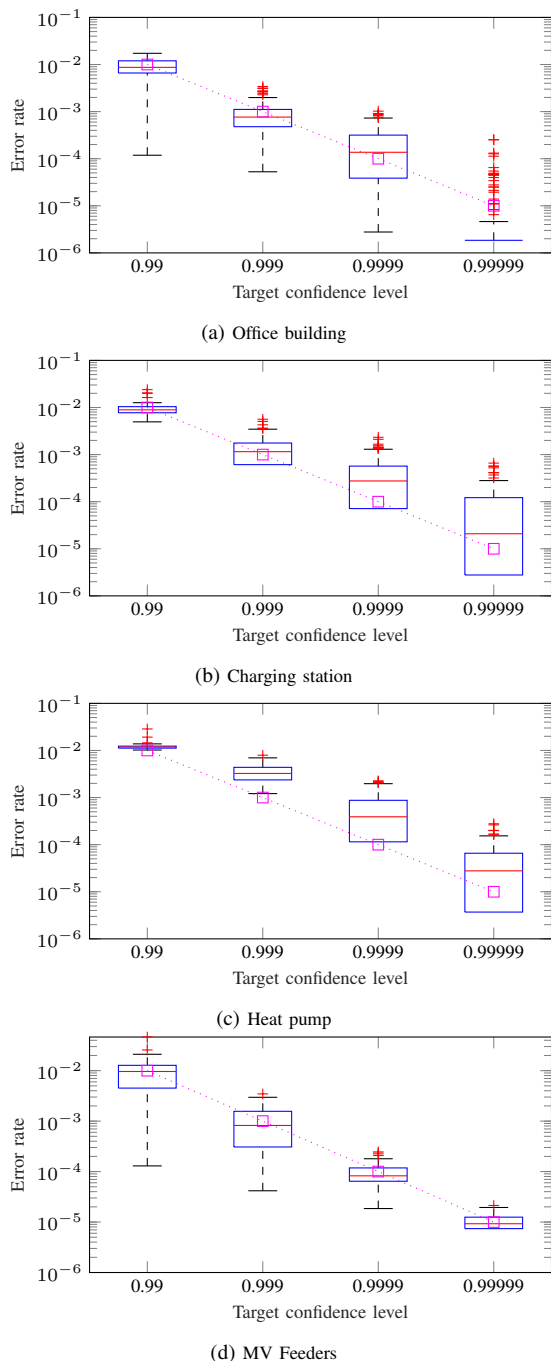 10⁻¹
10⁻²
10⁻³
10⁻⁴
10⁻⁵
10⁻⁶
Error rate
0.99 0.999 0.9999 0.99999
Target confidence level
(a) Office building
10⁻¹
10⁻²
10⁻³
10⁻⁴
10⁻⁵
10⁻⁶
Error rate
0.99 0.999 0.9999 0.99999
Target confidence level
(b) Charging station
10⁻¹
10⁻²
10⁻³
10⁻⁴
10⁻⁵
10⁻⁶
Error rate
0.99 0.999 0.9999 0.99999
Target confidence level
(c) Heat pump
10⁻²
10⁻³
10⁻⁴
10⁻⁵
10⁻⁶
Error rate
0.99 0.999 0.9999 0.99999
Target confidence level
(d) MV Feeders